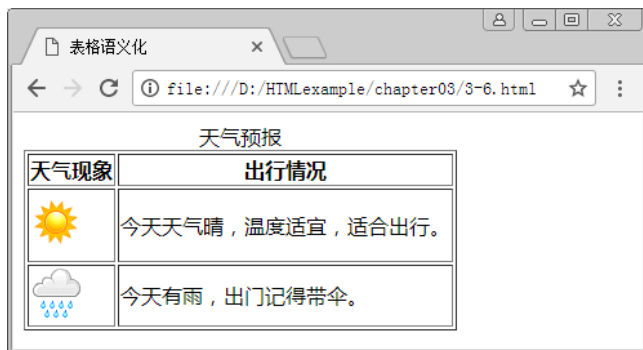 表格语义化
file:///D:/HTMLexample/chapter03/3-6.html
天气预报
天气现象 出行情况
今天天气晴，温度适宜，适合出行。
今天有雨，出门记得带伞。